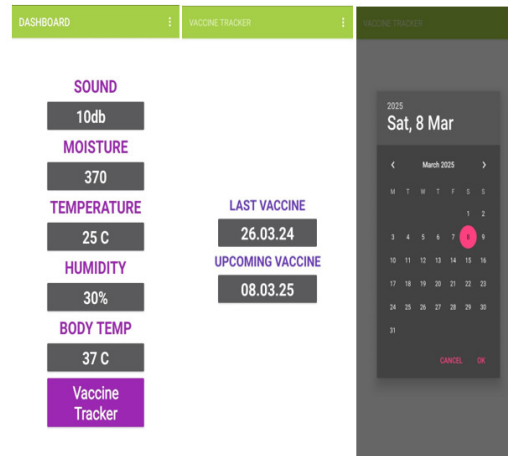 DASHBOARD
SOUND
10db
MOISTURE
370
TEMPERATURE
25 C
HUMIDITY
30%
BODY TEMP
37 C
Vaccine
Tracker
VACCINE TRACKER
LAST VACCINE
26.03.24
UPCOMING VACCINE
08.03.25
VACCINE TRACKER
2025
Sat, 8 Mar
March 2025
M T W T F S S
1 2
3 4 5 6 7 8 9
10 11 12 13 14 15 16
17 18 19 20 21 22 23
24 25 26 27 28 29 30
31
CANCEL OK